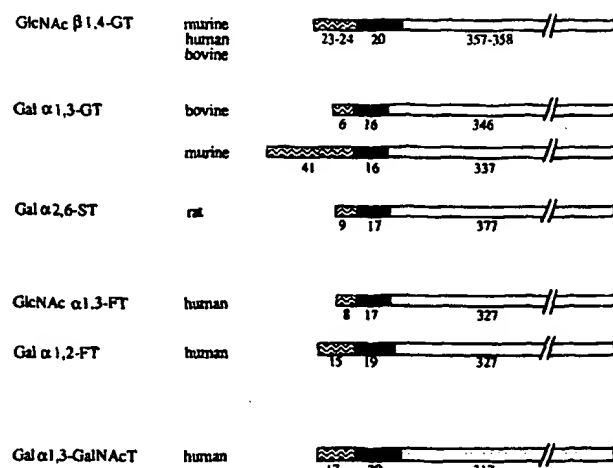 GlcNAc β1,4-GT murine
23-24 20 357-358
human
bovine
Gal α1,3-GT bovine
6 16 346
murine
41 16 337
Gal α2,6-ST rat
9 17 377
GlcNAc α1,3-FT human
8 17 327
Gal α1,2-FT human
15 19 327
Gal α1,3-GalNAcT human